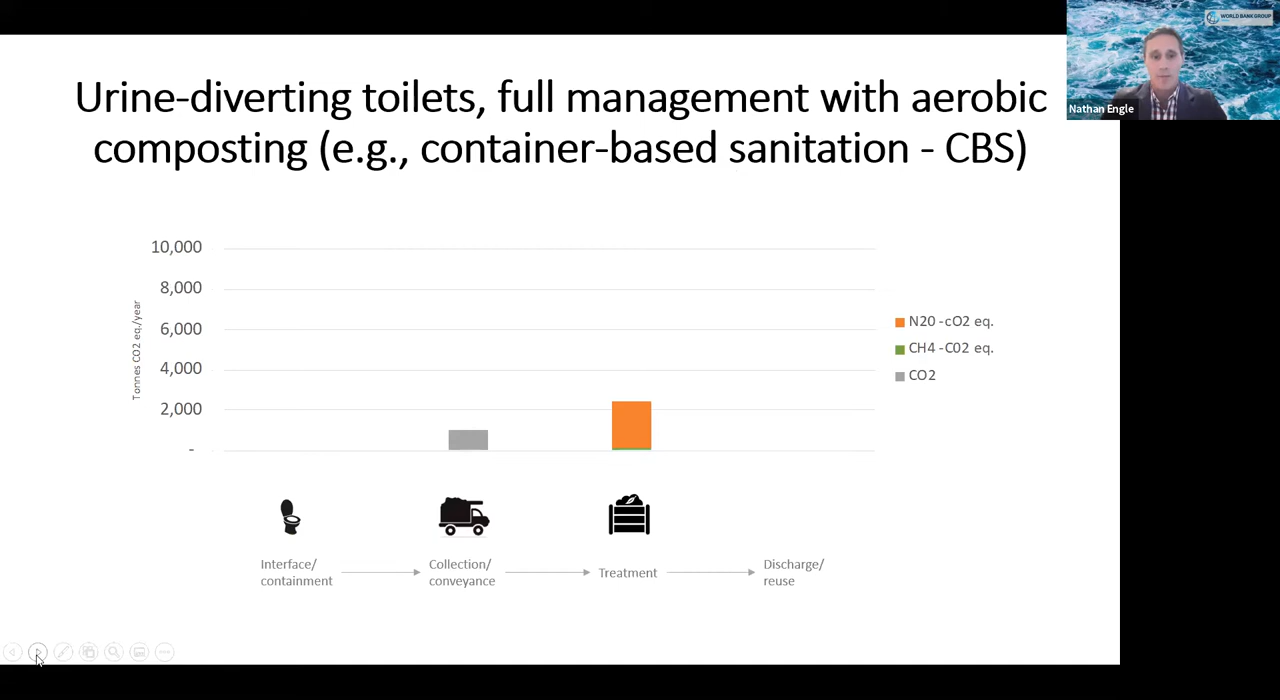 WORLD BANK GROUP
Nathan Engle
Urine-diverting toilets, full management with aerobic
composting (e.g., container-based sanitation - CBS)
10,000
8,000
6,000
4,000
2,000
-
Tonnes CO2 eq./year
N20 -cO2 eq.
CH4 -C02 eq.
CO2
Interface/
containment
Collection/
conveyance
Treatment
Discharge/
reuse